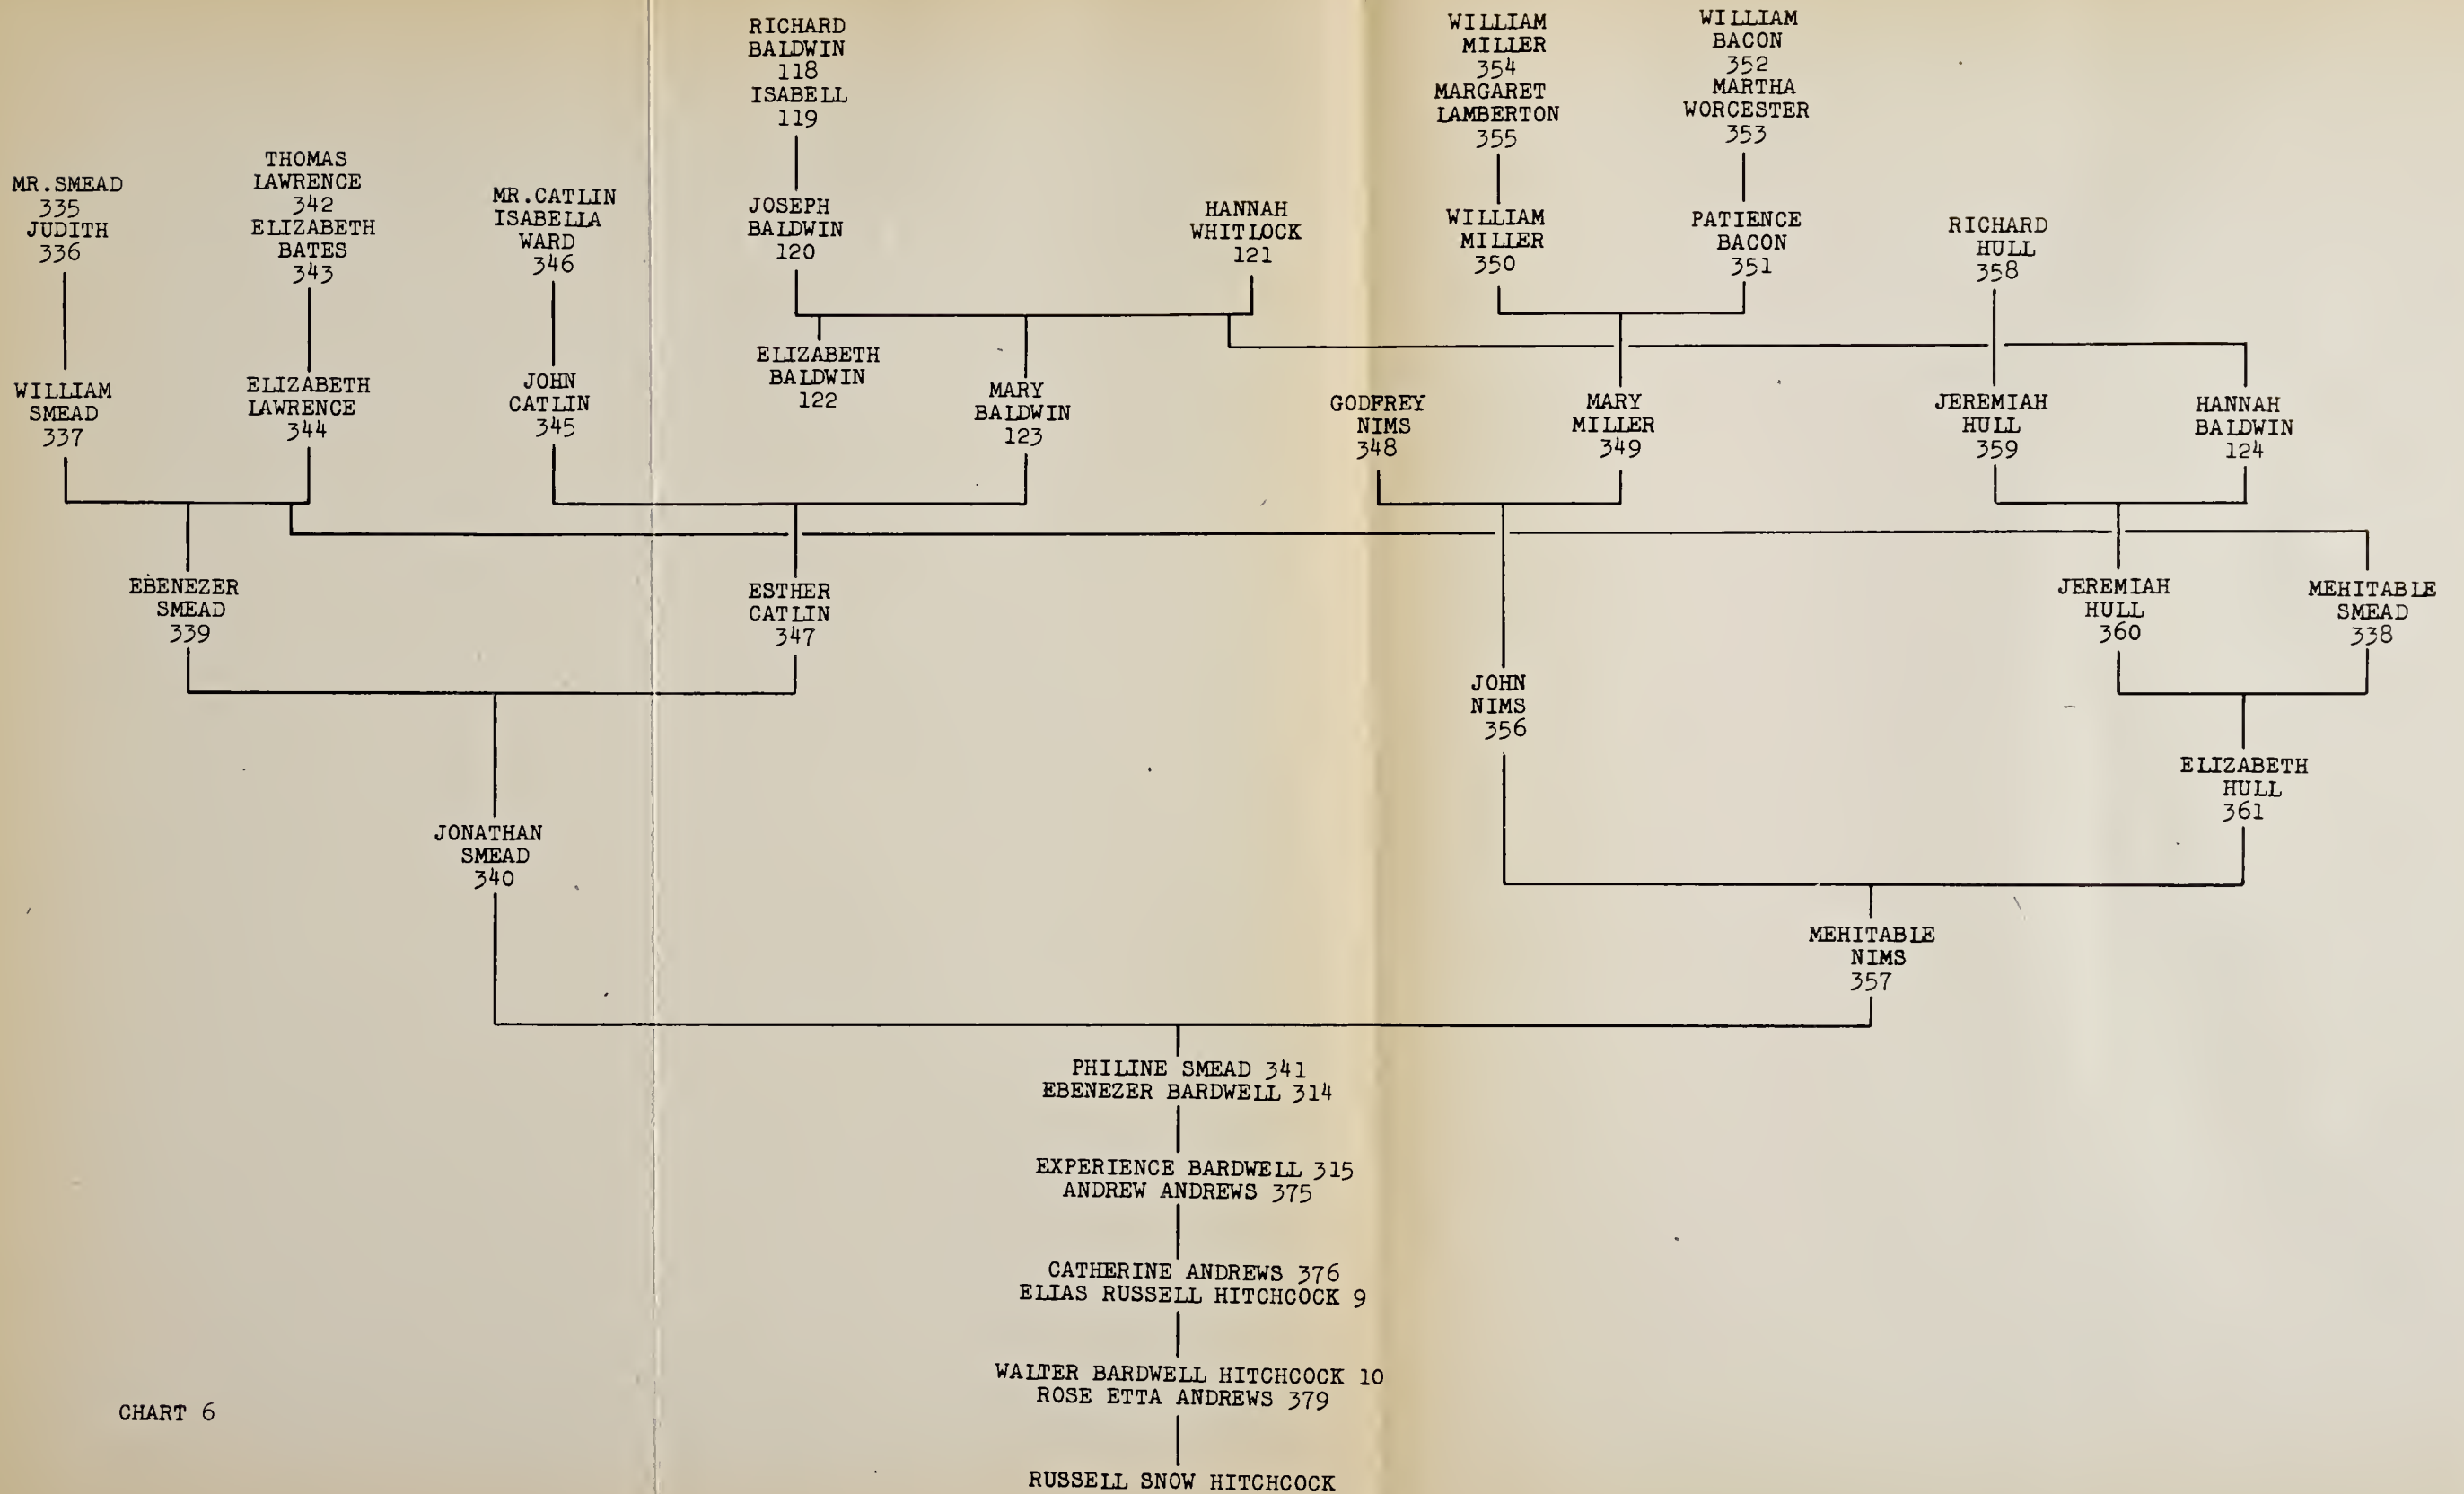 RICHARD
BALDWIN
118
ISABELL
119
WILLIAM
MILLER
354
MARGARET
LAMBERTON
355
WILLIAM
BACON
352
MARTHA
WORCESTER
353
MR.SMEAD
335
JUDITH
336
THOMAS
LAWRENCE
342
ELIZABETH
BATES
343
MR.CATLIN
ISABELLA
WARD
346
JOSEPH
BALDWIN
120
HANNAH
WHITLOCK
121
WILLIAM
MILLER
350
PATIENCE
BACON
351
RICHARD
HULL
358
WILLIAM
SMEAD
337
ELIZABETH
LAWRENCE
344
JOHN
CATLIN
345
ELIZABETH
BALDWIN
122
MARY
BALDWIN
123
GODFREY
NIMS
348
MARY
MILLER
349
JEREMIAH
HULL
359
HANNAH
BALDWIN
124
EBENEZER
SMEAD
339
ESTHER
CATLIN
347
JOHN
NIMS
356
JEREMIAH
HULL
360
MEHITABLE
SMEAD
338
ELIZABETH
HULL
361
JONATHAN
SMEAD
340
MEHITABLE
NIMS
357
PHILINE SMEAD 341
EBENEZER BARDWELL 314
EXPERIENCE BARDWELL 315
ANDREW ANDREWS 375
CATHERINE ANDREWS 376
ELIAS RUSSELL HITCHCOCK 9
WALTER BARDWELL HITCHCOCK 10
ROSE ETTA ANDREWS 379
RUSSELL SNOW HITCHCOCK
CHART 6